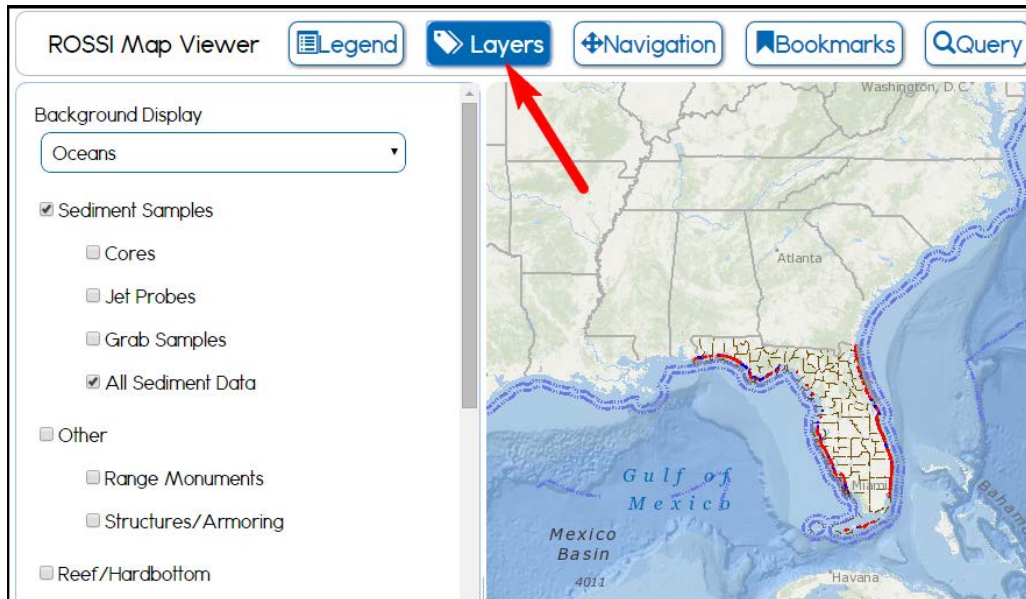 ROSSI Map Viewer
Legend
Layers
Navigation
Bookmarks
Query
Background Display
Oceans
Sediment Samples
Cores
Jet Probes
Grab Samples
All Sediment Data
Other
Range Monuments
Structures/Armoring
Reef/Hardbottom
Washington, D.C.
Atlanta
Gulf of
Mexico
Miami
Mexico
Basin
4011
Havana
Baham